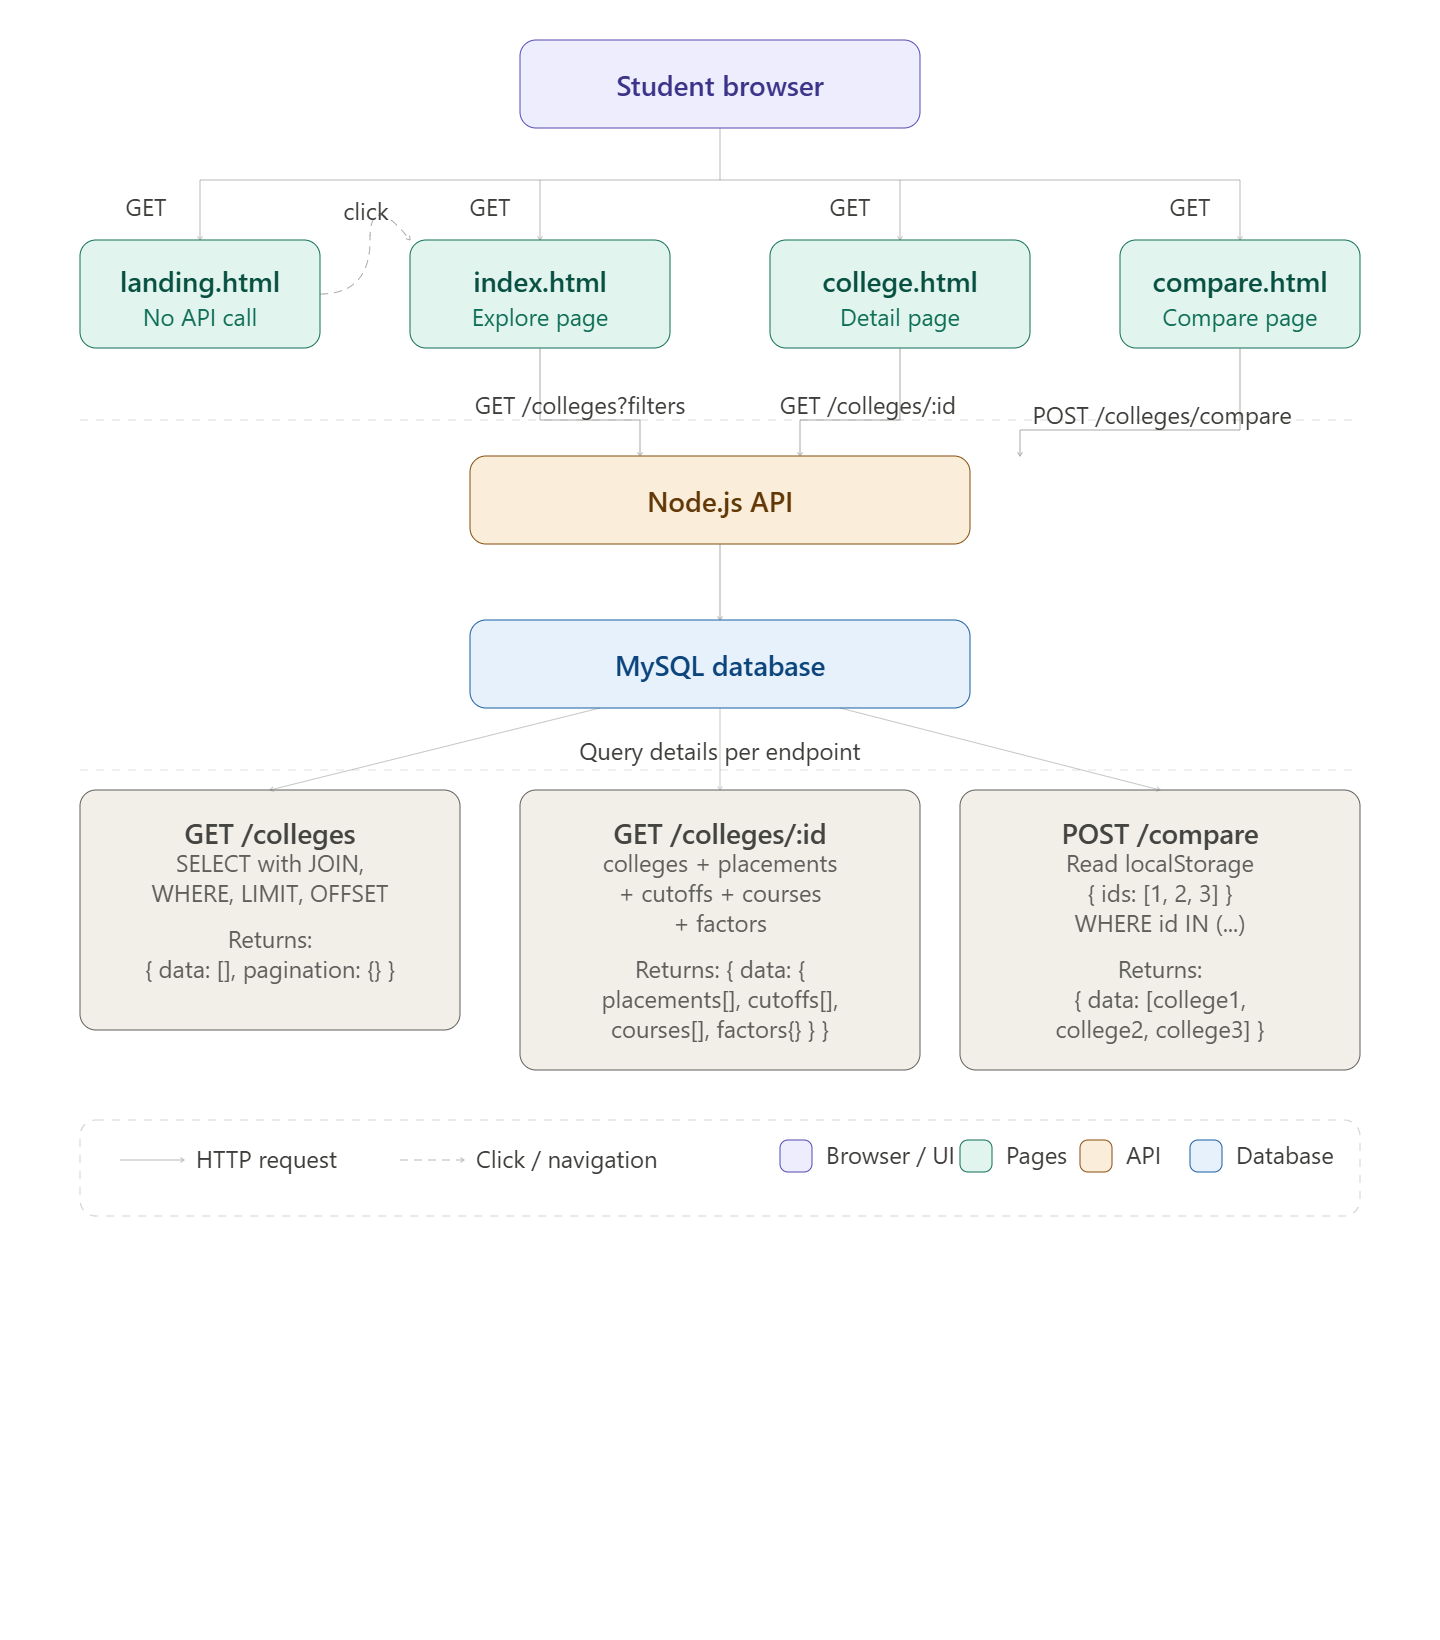 Student browser
GET
click
GET
GET
GET
landing.html
No API call
index.html
Explore page
college.html
Detail page
compare.html
Compare page
GET /colleges?filters
GET /colleges/:id
POST /colleges/compare
Node.js API
MySQL database
Query details per endpoint
GET /colleges
SELECT with JOIN,
WHERE, LIMIT, OFFSET
Returns:
{ data: [], pagination: {} }
GET /colleges/:id
colleges + placements
+ cutoffs + courses
+ factors
Returns: { data: {
placements[], cutoffs[],
courses[], factors{} } }
POST /compare
Read localStorage
{ ids: [1, 2, 3] }
WHERE id IN (...)
Returns:
{ data: [college1,
college2, college3] }
HTTP request
Click / navigation
Browser / UI
Pages
API
Database